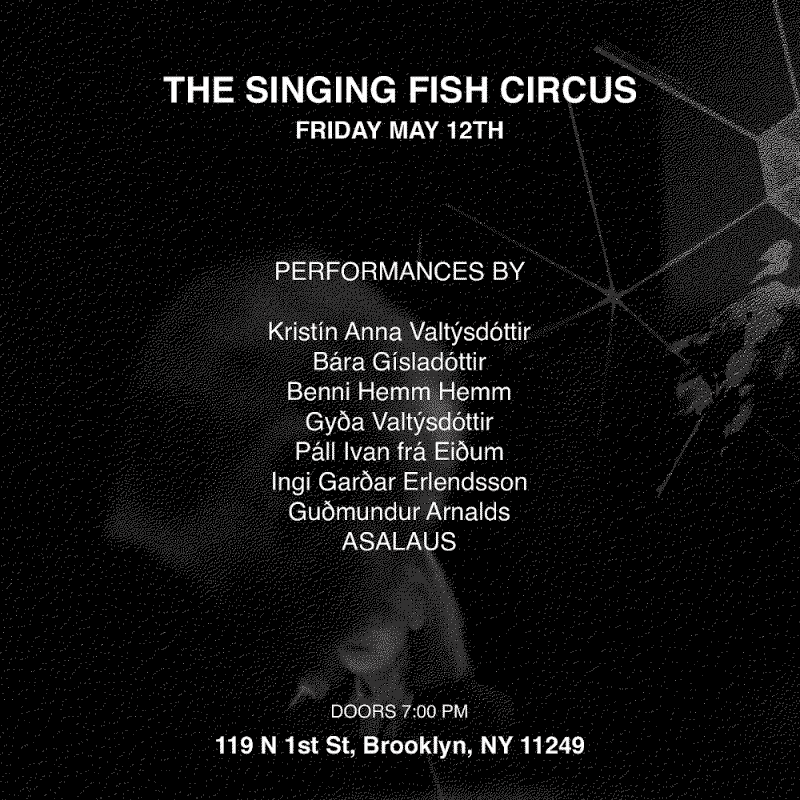 THE SINGING FISH CIRCUS
FRIDAY MAY 12TH
PERFORMANCES BY
Kristín Anna Valtýsdóttir
Bára Gísladóttir
Benni Hemm Hemm
Gyða Valtýsdóttir
Páll Ivan frá Eiðum
Ingi Garðar Erlendsson
Guðmundur Arnalds
ASALAUS
DOORS 7:00 PM
119 N 1st St, Brooklyn, NY 11249